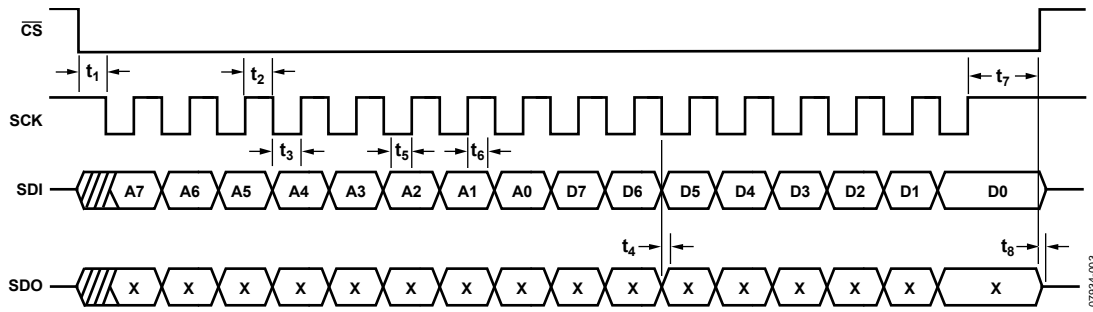 CS
t1 t2 t7
SCK
t3 t5 t6
SDI A7 A6 A5 A4 A3 A2 A1 A0 D7 D6 D5 D4 D3 D2 D1 D0
t4 t8
SDO X X X X X X X X X X X X X X X X
07934-003